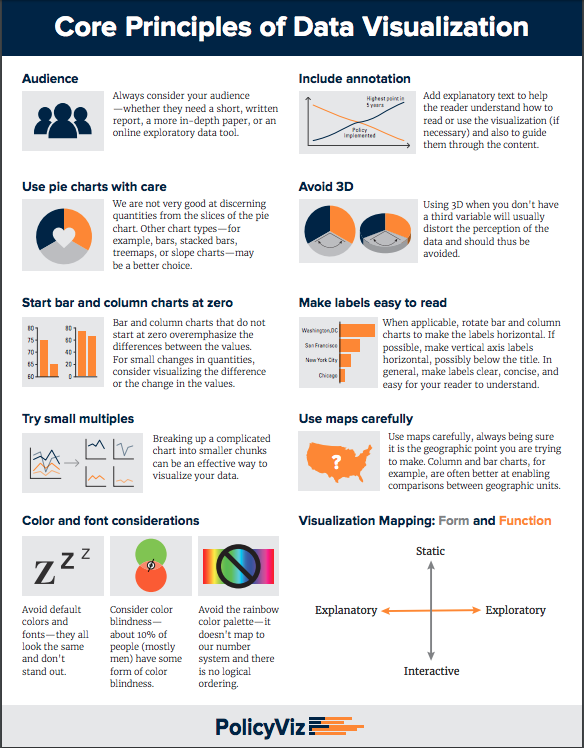 Core Principles of Data Visualization
Audience
Always consider your audience
—whether they need a short, written
report, a more in-depth paper, or an
online exploratory data tool.
Include annotation
Highest point in
5 years
Policy
Implemented
Add explanatory text to help
the reader understand how to
read or use the visualization (if
necessary) and also to guide
them through the content.
Use pie charts with care
We are not very good at discerning
quantities from the slices of the pie
chart. Other chart types—for
example, bars, stacked bars,
treemaps, or slope charts—may
be a better choice.
Avoid 3D
Using 3D when you don't have
a third variable will usually
distort the perception of the
data and should thus be
avoided.
Start bar and column charts at zero
80
75
70
65
60
80
60
40
20
0
Bar and column charts that do not
start at zero overemphasize the
differences between the values.
For small changes in quantities,
consider visualizing the difference
or the change in the values.
Make labels easy to read
Washington,DC
San Francisco
New York City
Chicago
When applicable, rotate bar and column
charts to make the labels horizontal. If
possible, make vertical axis labels
horizontal, possibly below the title. In
general, make labels clear, concise, and
easy for your reader to understand.
Try small multiples
Breaking up a complicated
chart into smaller chunks
can be an effective way to
visualize your data.
Use maps carefully
?
Use maps carefully, always being sure
it is the geographic point you are trying
to make. Column and bar charts, for
example, are often better at enabling
comparisons between geographic units.
Color and font considerations
Z Z Z
Avoid default
colors and
fonts—they all
look the same
and don't
stand out.
Consider color
blindness—
about 10% of
people (mostly
men) have some
form of color
blindness.
Avoid the rainbow
color palette—it
doesn't map to
our number
system and there
is no logical
ordering.
Visualization Mapping: Form and Function
Static
Explanatory
Exploratory
Interactive
PolicyViz